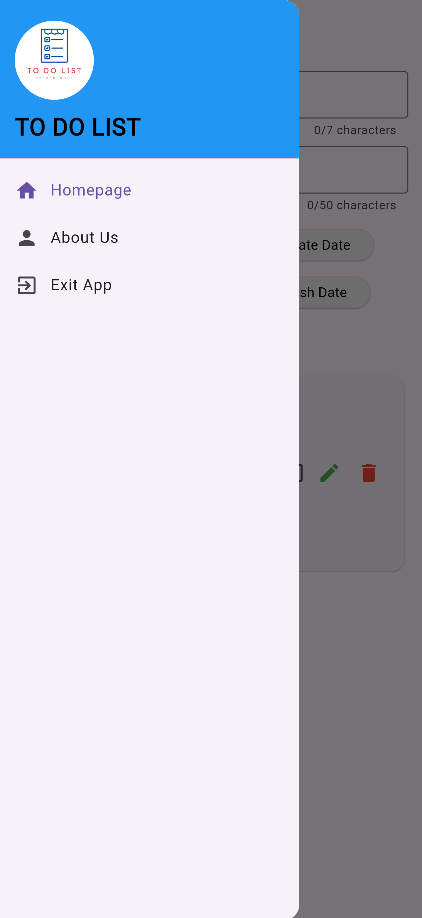 TO DO LIST
TO DO LIST
Homepage
About Us
Exit App
0/7 characters
0/50 characters
ate Date
sh Date